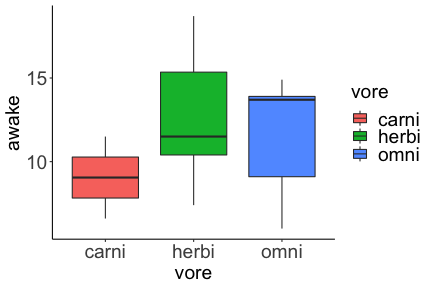 awake
15
10
carni herbi omni
vore
vore
carni
herbi
omni